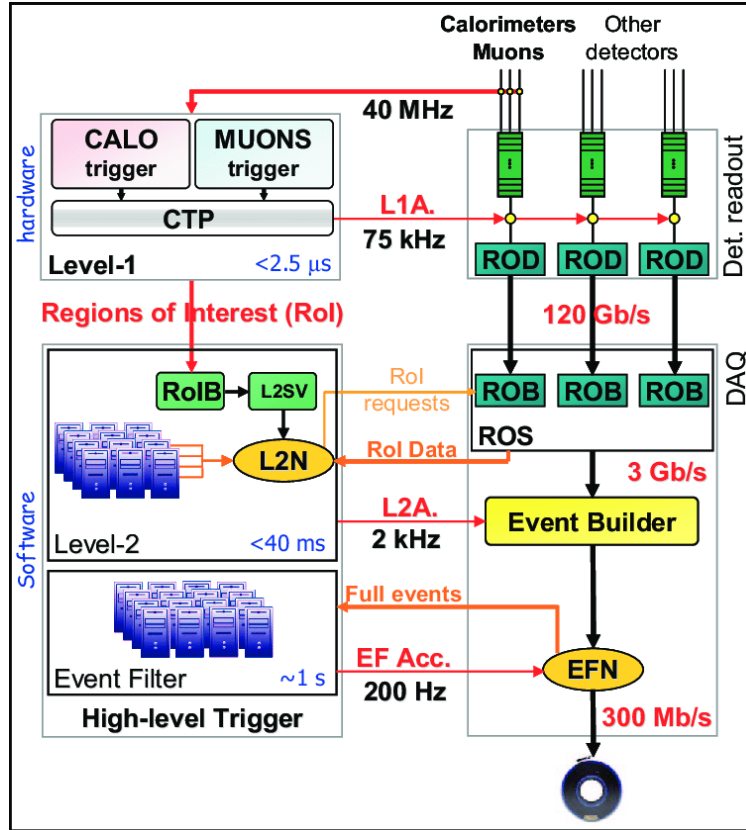 Calorimeters
Muons
Other
detectors
40 MHz
hardware
CALO
trigger
MUONS
trigger
CTP
Level-1
<2.5 µs
L1A.
75 kHz
Det. readout
ROD
ROD
ROD
Regions of Interest (RoI)
120 Gb/s
Software
RoIB
L2SV
L2N
Level-2
<40 ms
RoI
requests
RoI Data
ROB
ROB
ROB
ROS
DAQ
3 Gb/s
L2A.
2 kHz
Event Builder
Full events
Event Filter
~1 s
EF Acc.
200 Hz
EFN
High-level Trigger
300 Mb/s